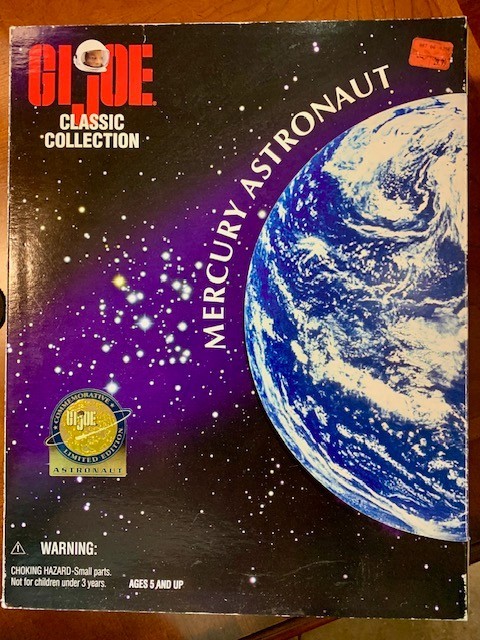 GI JOE
CLASSIC
COLLECTION
MERCURY ASTRONAUT
COMMEMORATIVE
GI JOE
LIMITED EDITION
ASTRONAUT
WARNING:
CHOKING HAZARD-Small parts.
Not for children under 3 years.
AGES 5 AND UP